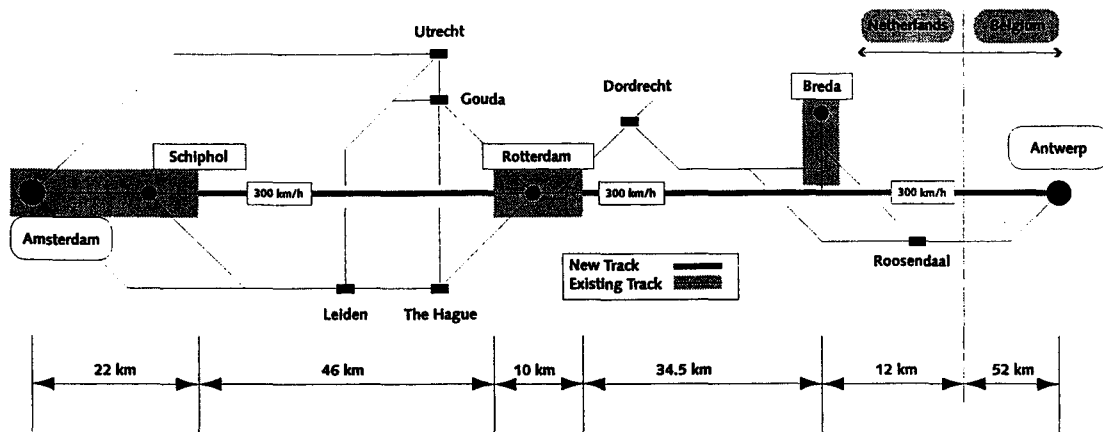 Netherlands
Belgium
Utrecht
Gouda
Dordrecht
Breda
Schiphol
Rotterdam
Antwerp
300 km/h
300 km/h
300 km/h
Amsterdam
Roosendaal
New Track
Existing Track
Leiden
The Hague
22 km
46 km
10 km
34.5 km
12 km
52 km